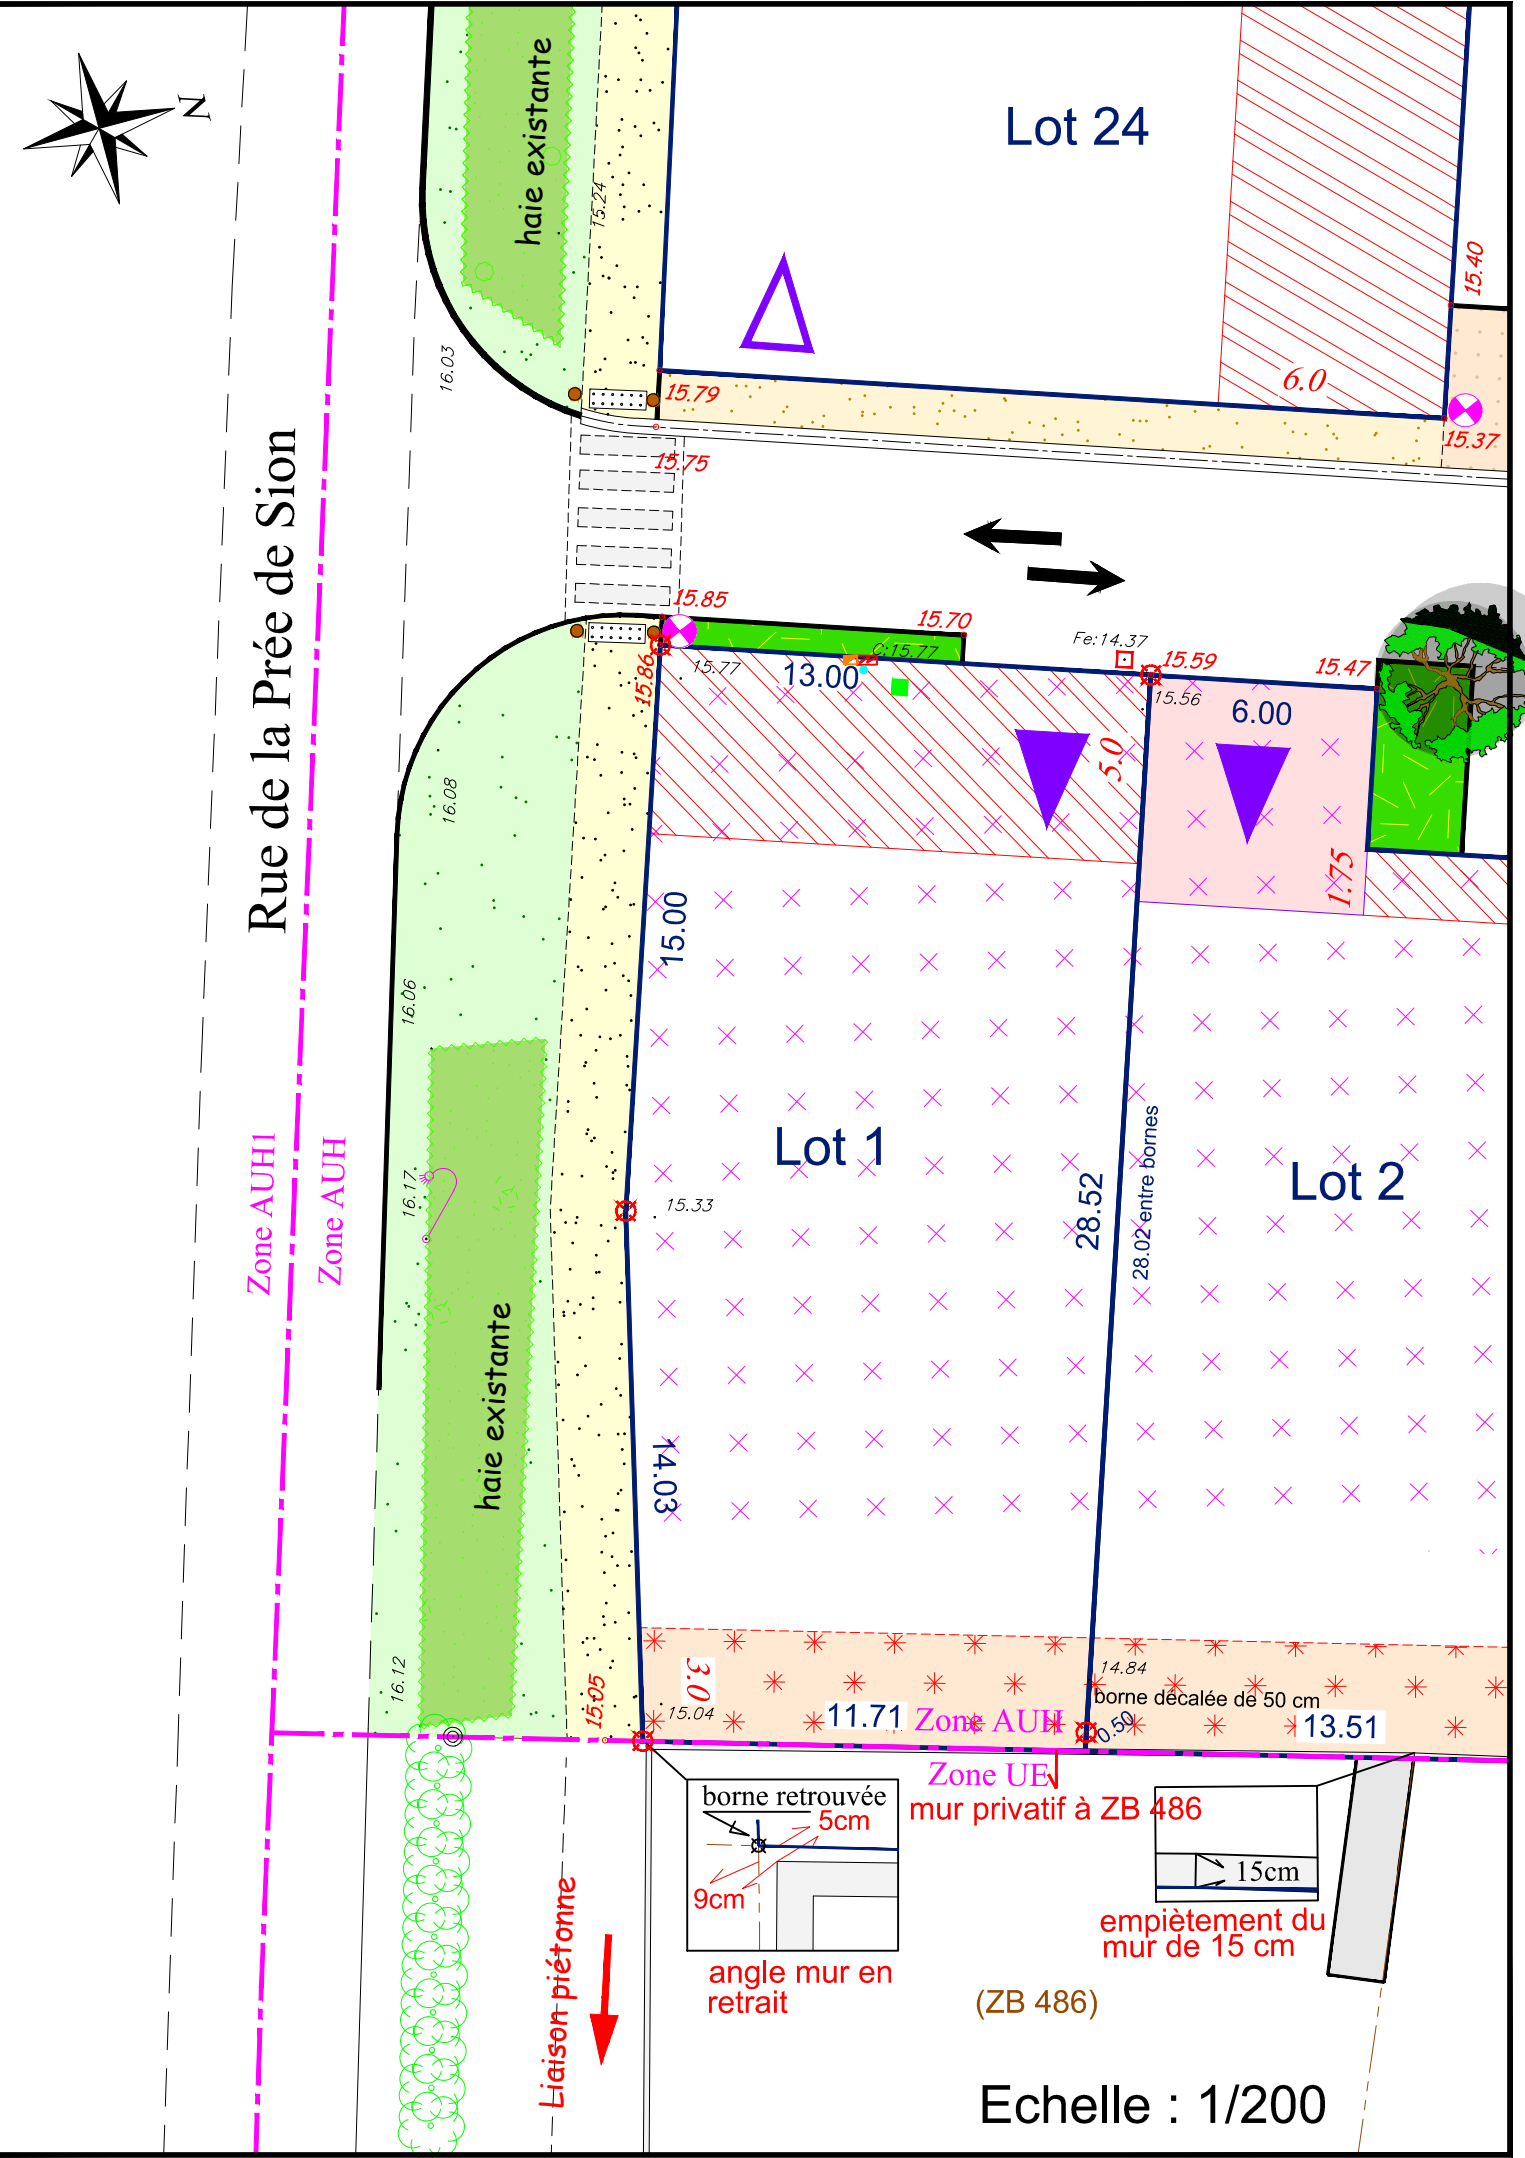 N
haie existante
15.24
Lot 24
15.40
16.03
15.79
6.0
15.37
15.75
Rue de la Prée de Sion
15.85
15.70
C:15.77
Fe:14.37
15.59
15.47
15.86
15.77
13.00
15.56
6.00
5.0
16.08
1.75
15.00
16.06
Zone AUH1
Zone AUH
16.17
15.33
Lot 1
28.52
28.02 entre bornes
Lot 2
haie existante
14.03
16.12
15.05
3.0
15.04
14.84
borne décalée de 50 cm
11.71
Zone AUH
0.50
13.51
Zone UE
mur privatif à ZB 486
borne retrouvée
5cm
9cm
15cm
angle mur en
retrait
empiètement du
mur de 15 cm
Liaison piétonne
(ZB 486)
Echelle : 1/200